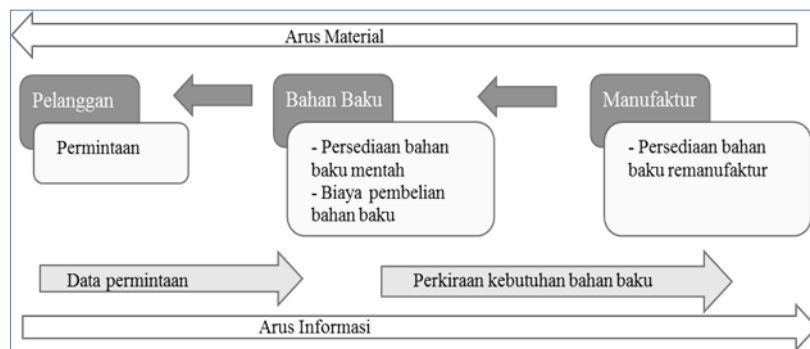 Arus Material
Pelanggan
Permintaan
Bahan Baku
- Persediaan bahan
baku mentah
- Biaya pembelian
bahan baku
Manufaktur
- Persediaan bahan
baku remanufaktur
Data permintaan
Perkiraan kebutuhan bahan baku
Arus Informasi